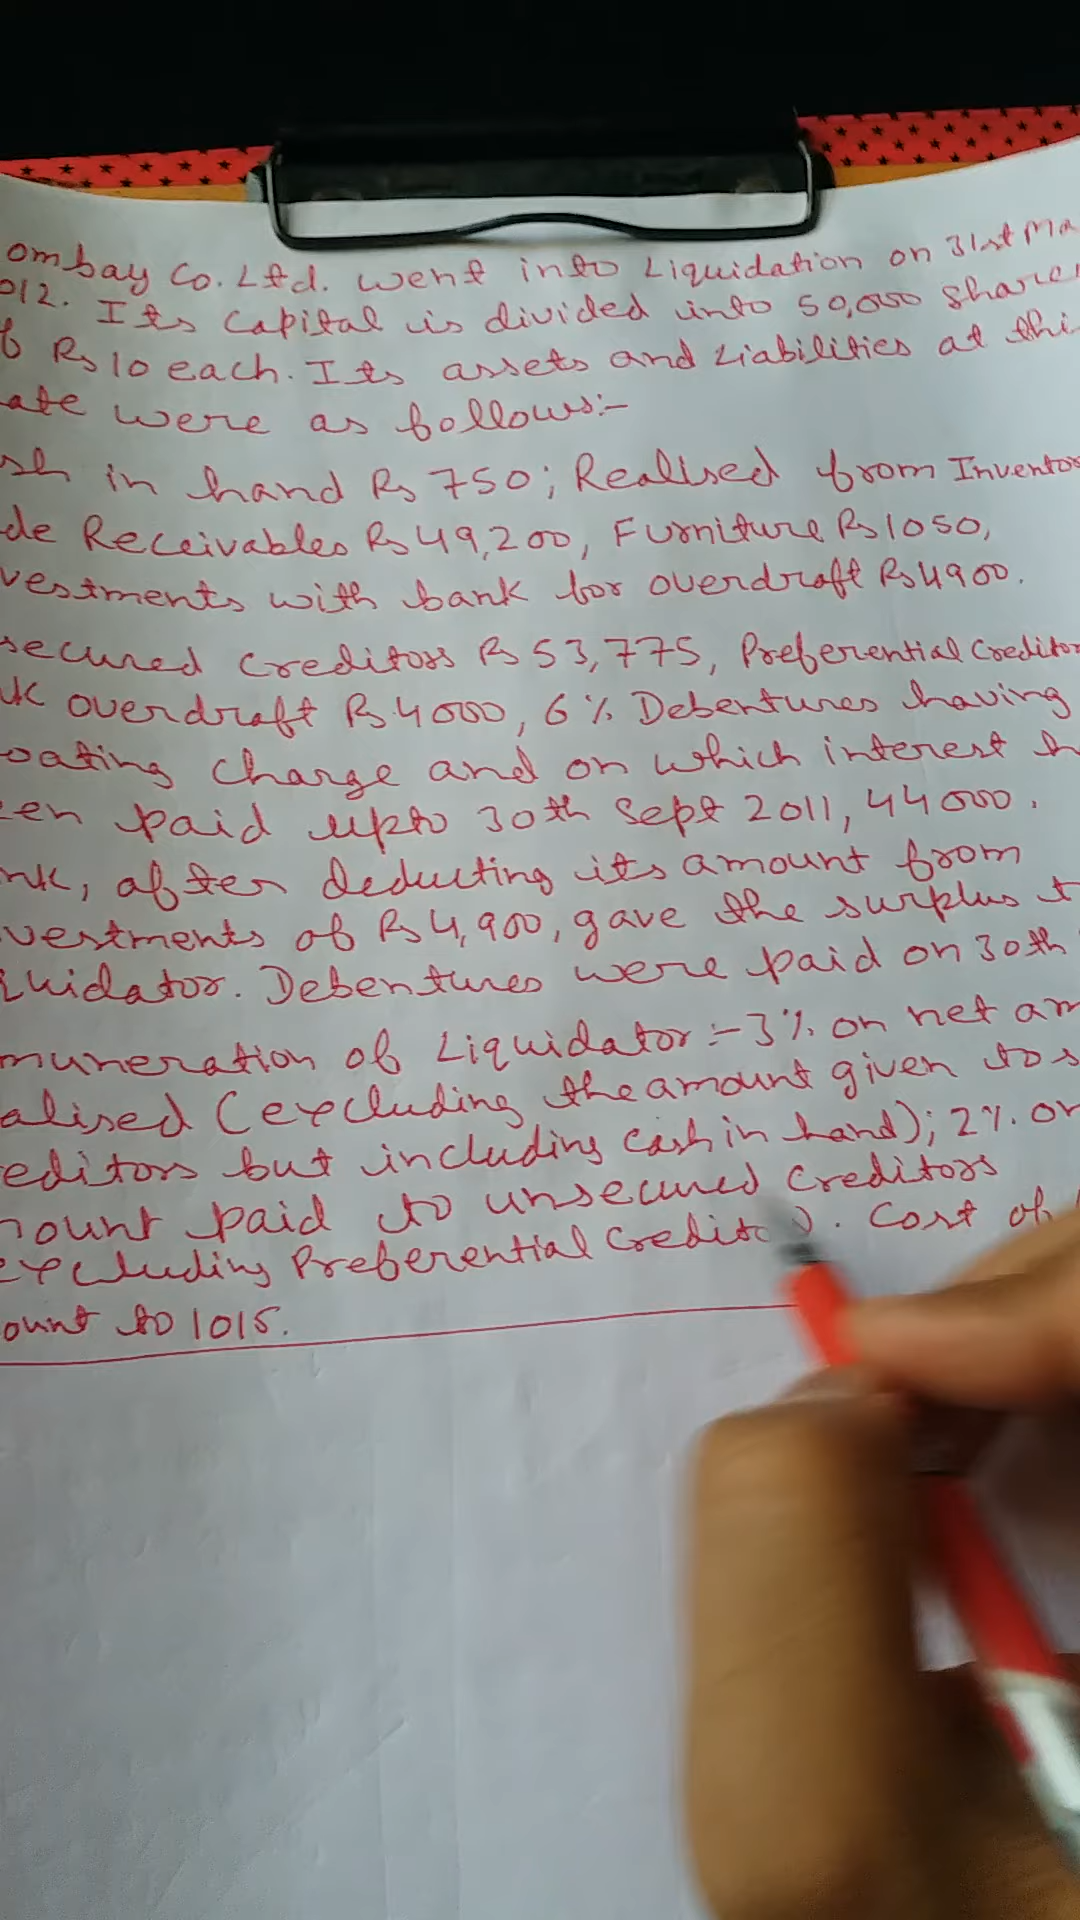 ombay Co. Ltd. went into Liquidation on 31st Ma
012. Its capital is divided into 50,000 share
Rs 10 each. Its assets and Liabilities at thi
ate were as follows:-
sh in hand Rs 750; Realised from Inventor
de Receivables Rs 49,200, Furniture Rs 1050,
vestments with bank for overdraft Rs 4900.
secured creditors Rs 53,775, Preferential Creditor
nk overdraft Rs 4000, 6% Debentures having
oating charge and on which interest h
en paid upto 30th Sept 2011, 44000.
nk, after deducting its amount from
vestments of Rs 4,900, gave the surplus t
quidator. Debentures were paid on 30th
muneration of Liquidator:- 3% on net am
alised (excluding the amount given to s
editors but including cash in hand); 2% on
mount paid to unsecured creditors
excluding Preferential Credito ). Cost of
ount to 1015.